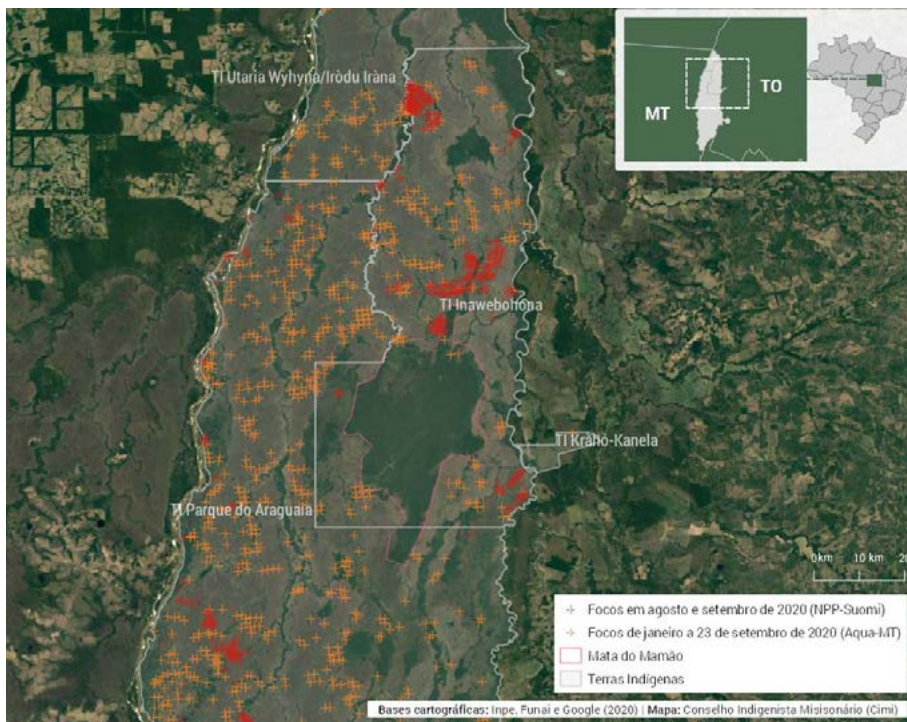 MT
TO
TI Utaria Wyhyna/Iròdu Iràna
TI Inawebohona
TI Krahô-Kanela
TI Parque do Araguaia
0km 10 km 20
Focos em agosto e setembro de 2020 (NPP-Suomi)
Focos de janeiro a 23 de setembro de 2020 (Aqua-MT)
Mata do Mamão
Terras Indígenas
Bases cartográficas: Inpe, Funai e Google (2020) | Mapa: Conselho Indigenista Misisonário (Cimi)